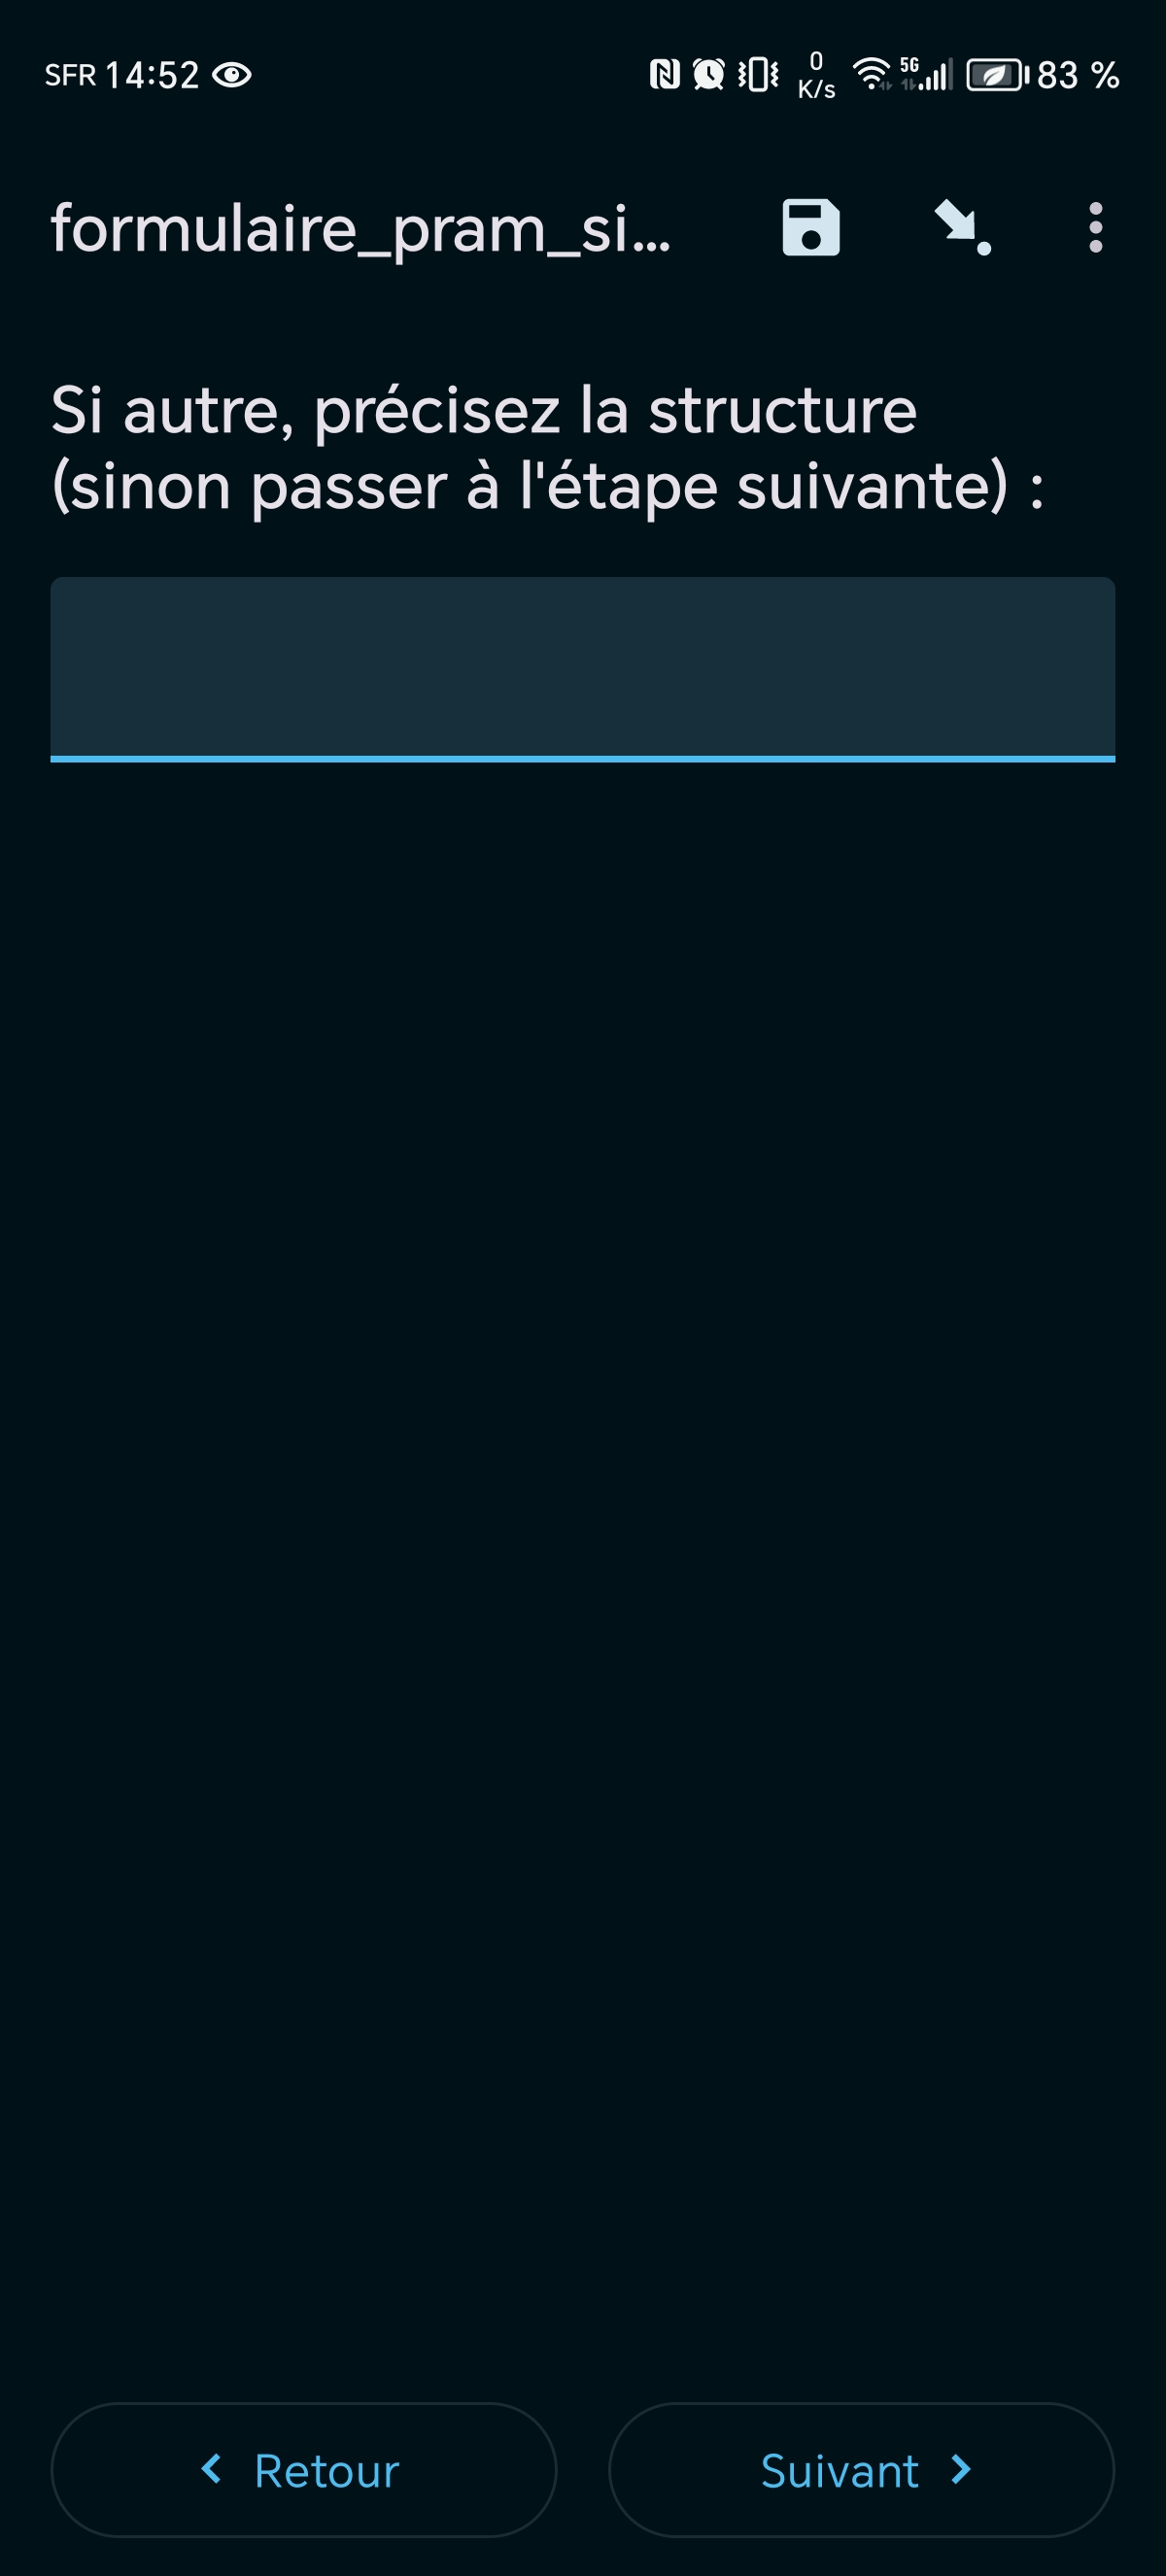 SFR 14:52 0 K/s 5G 83 %
formulaire_pram_si...
Si autre, précisez la structure
(sinon passer à l'étape suivante) :
Retour Suivant